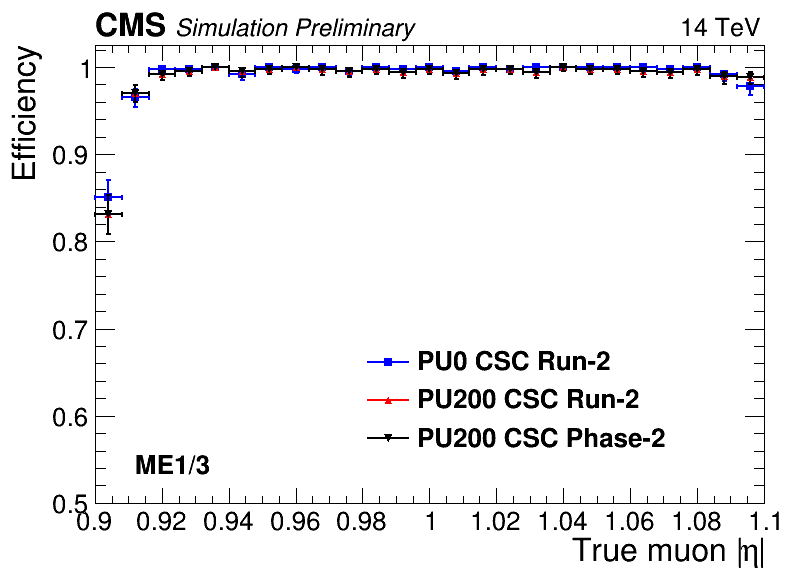 CMS Simulation Preliminary 14 TeV
Efficiency
1
0.9
0.8
0.7
0.6
0.5
PU0 CSC Run-2
PU200 CSC Run-2
PU200 CSC Phase-2
ME1/3
0.9 0.92 0.94 0.96 0.98 1 1.02 1.04 1.06 1.08 1.1
True muon |η|